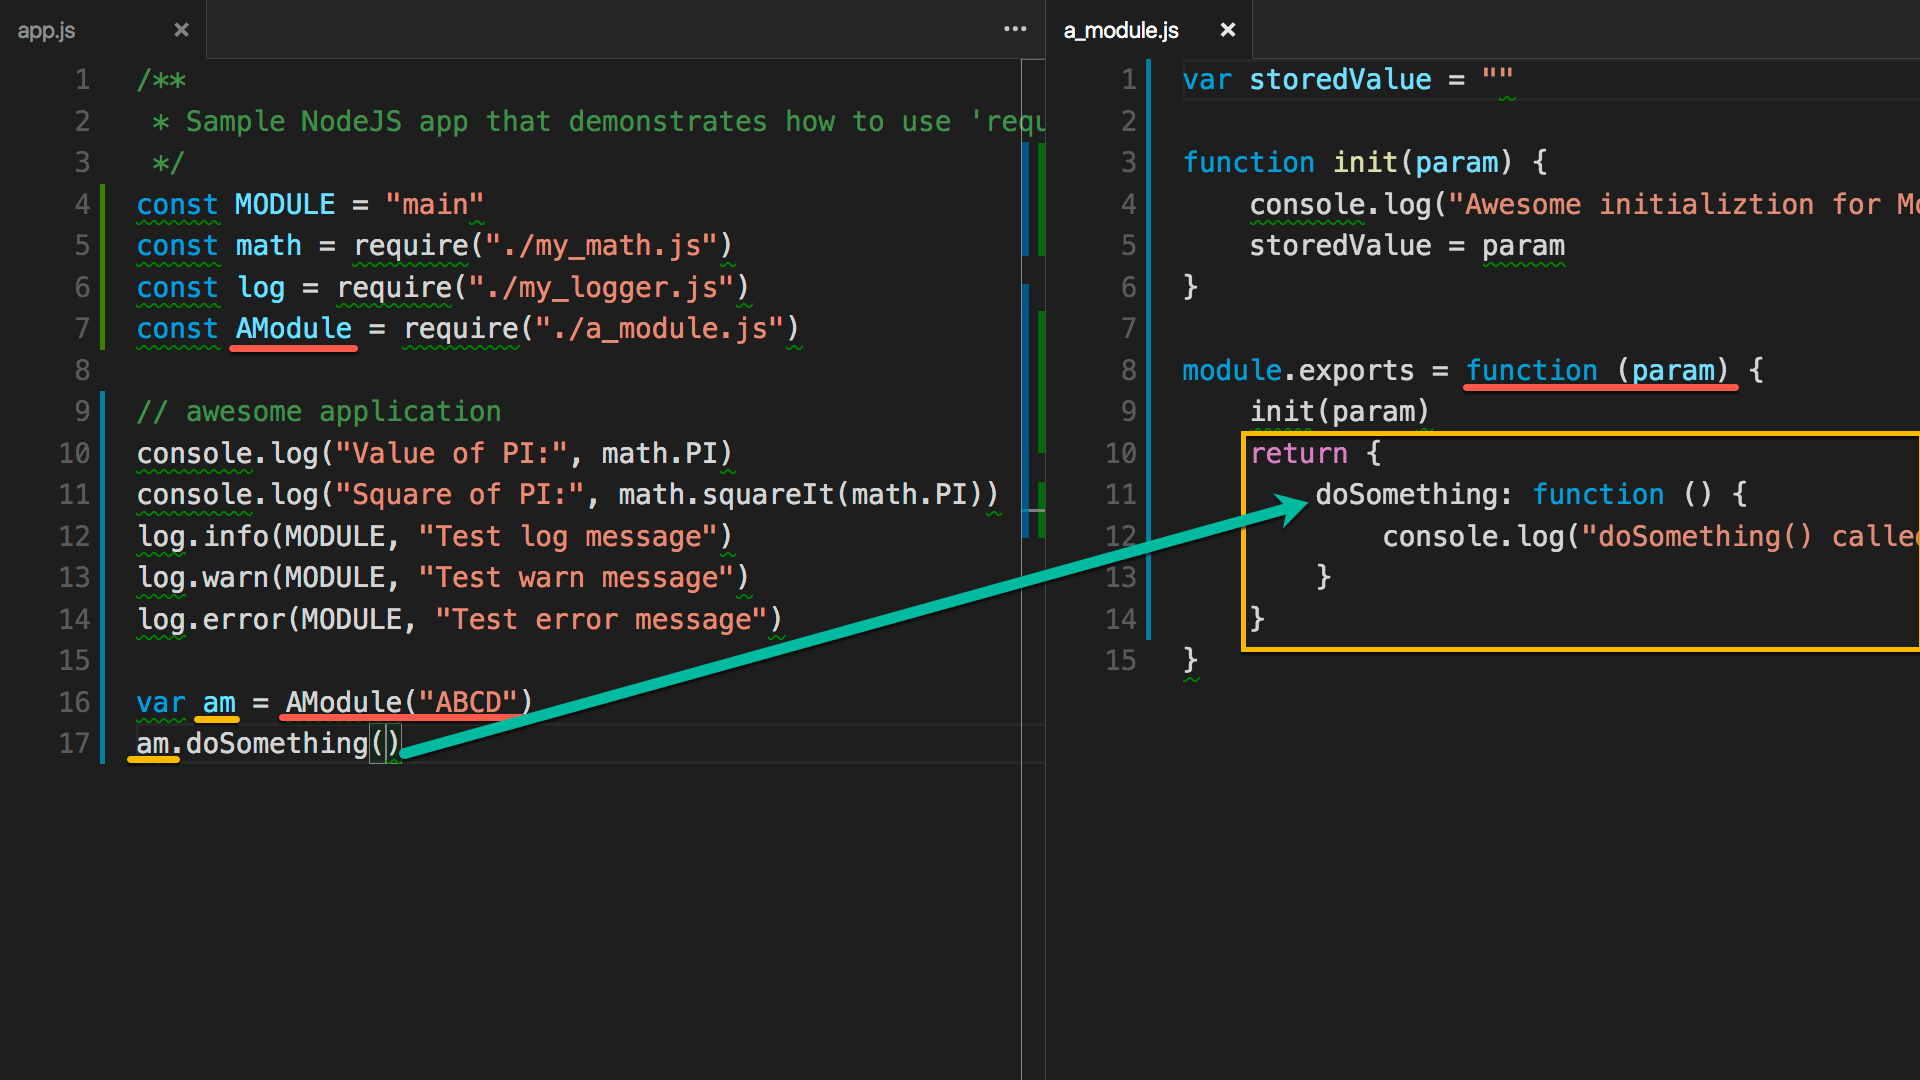 app.js
1 /**
2 * Sample NodeJS app that demonstrates how to use 'requ
3 */
4 const MODULE = "main"
5 const math = require("./my_math.js")
6 const log = require("./my_logger.js")
7 const AModule = require("./a_module.js")
8
9 // awesome application
10 console.log("Value of PI:", math.PI)
11 console.log("Square of PI:", math.squareIt(math.PI))
12 log.info(MODULE, "Test log message")
13 log.warn(MODULE, "Test warn message")
14 log.error(MODULE, "Test error message")
15
16 var am = AModule("ABCD")
17 am.doSomething()
a_module.js
1 var storedValue = ""
2
3 function init(param) {
4 console.log("Awesome initializtion for Mo
5 storedValue = param
6 }
7
8 module.exports = function (param) {
9 init(param)
10 return {
11 doSomething: function () {
12 console.log("doSomething() called
13 }
14 }
15 }